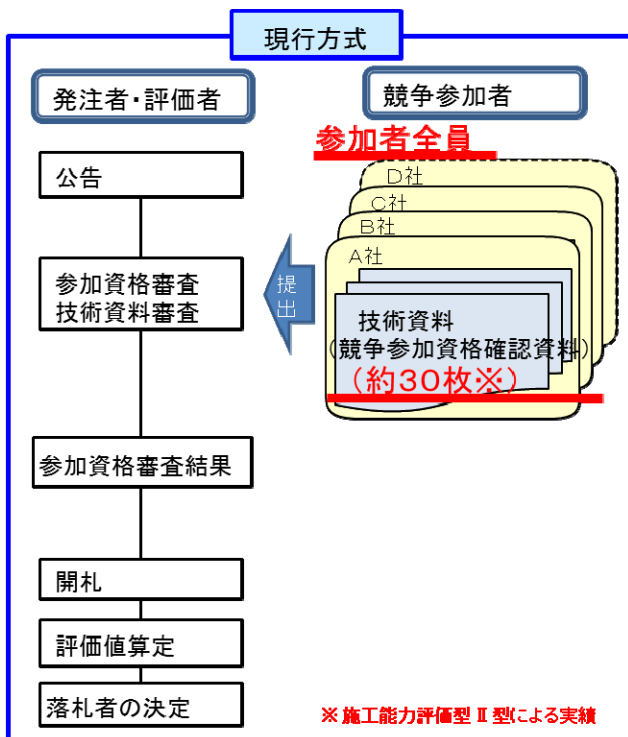 現行方式
発注者・評価者
競争参加者
参加者全員
公告
D社
C社
B社
A社
参加資格審査
技術資料審査
提出
技術資料
(競争参加資格確認資料)
(約30枚※)
参加資格審査結果
開札
評価値算定
落札者の決定
※施工能力評価型Ⅱ型による実績